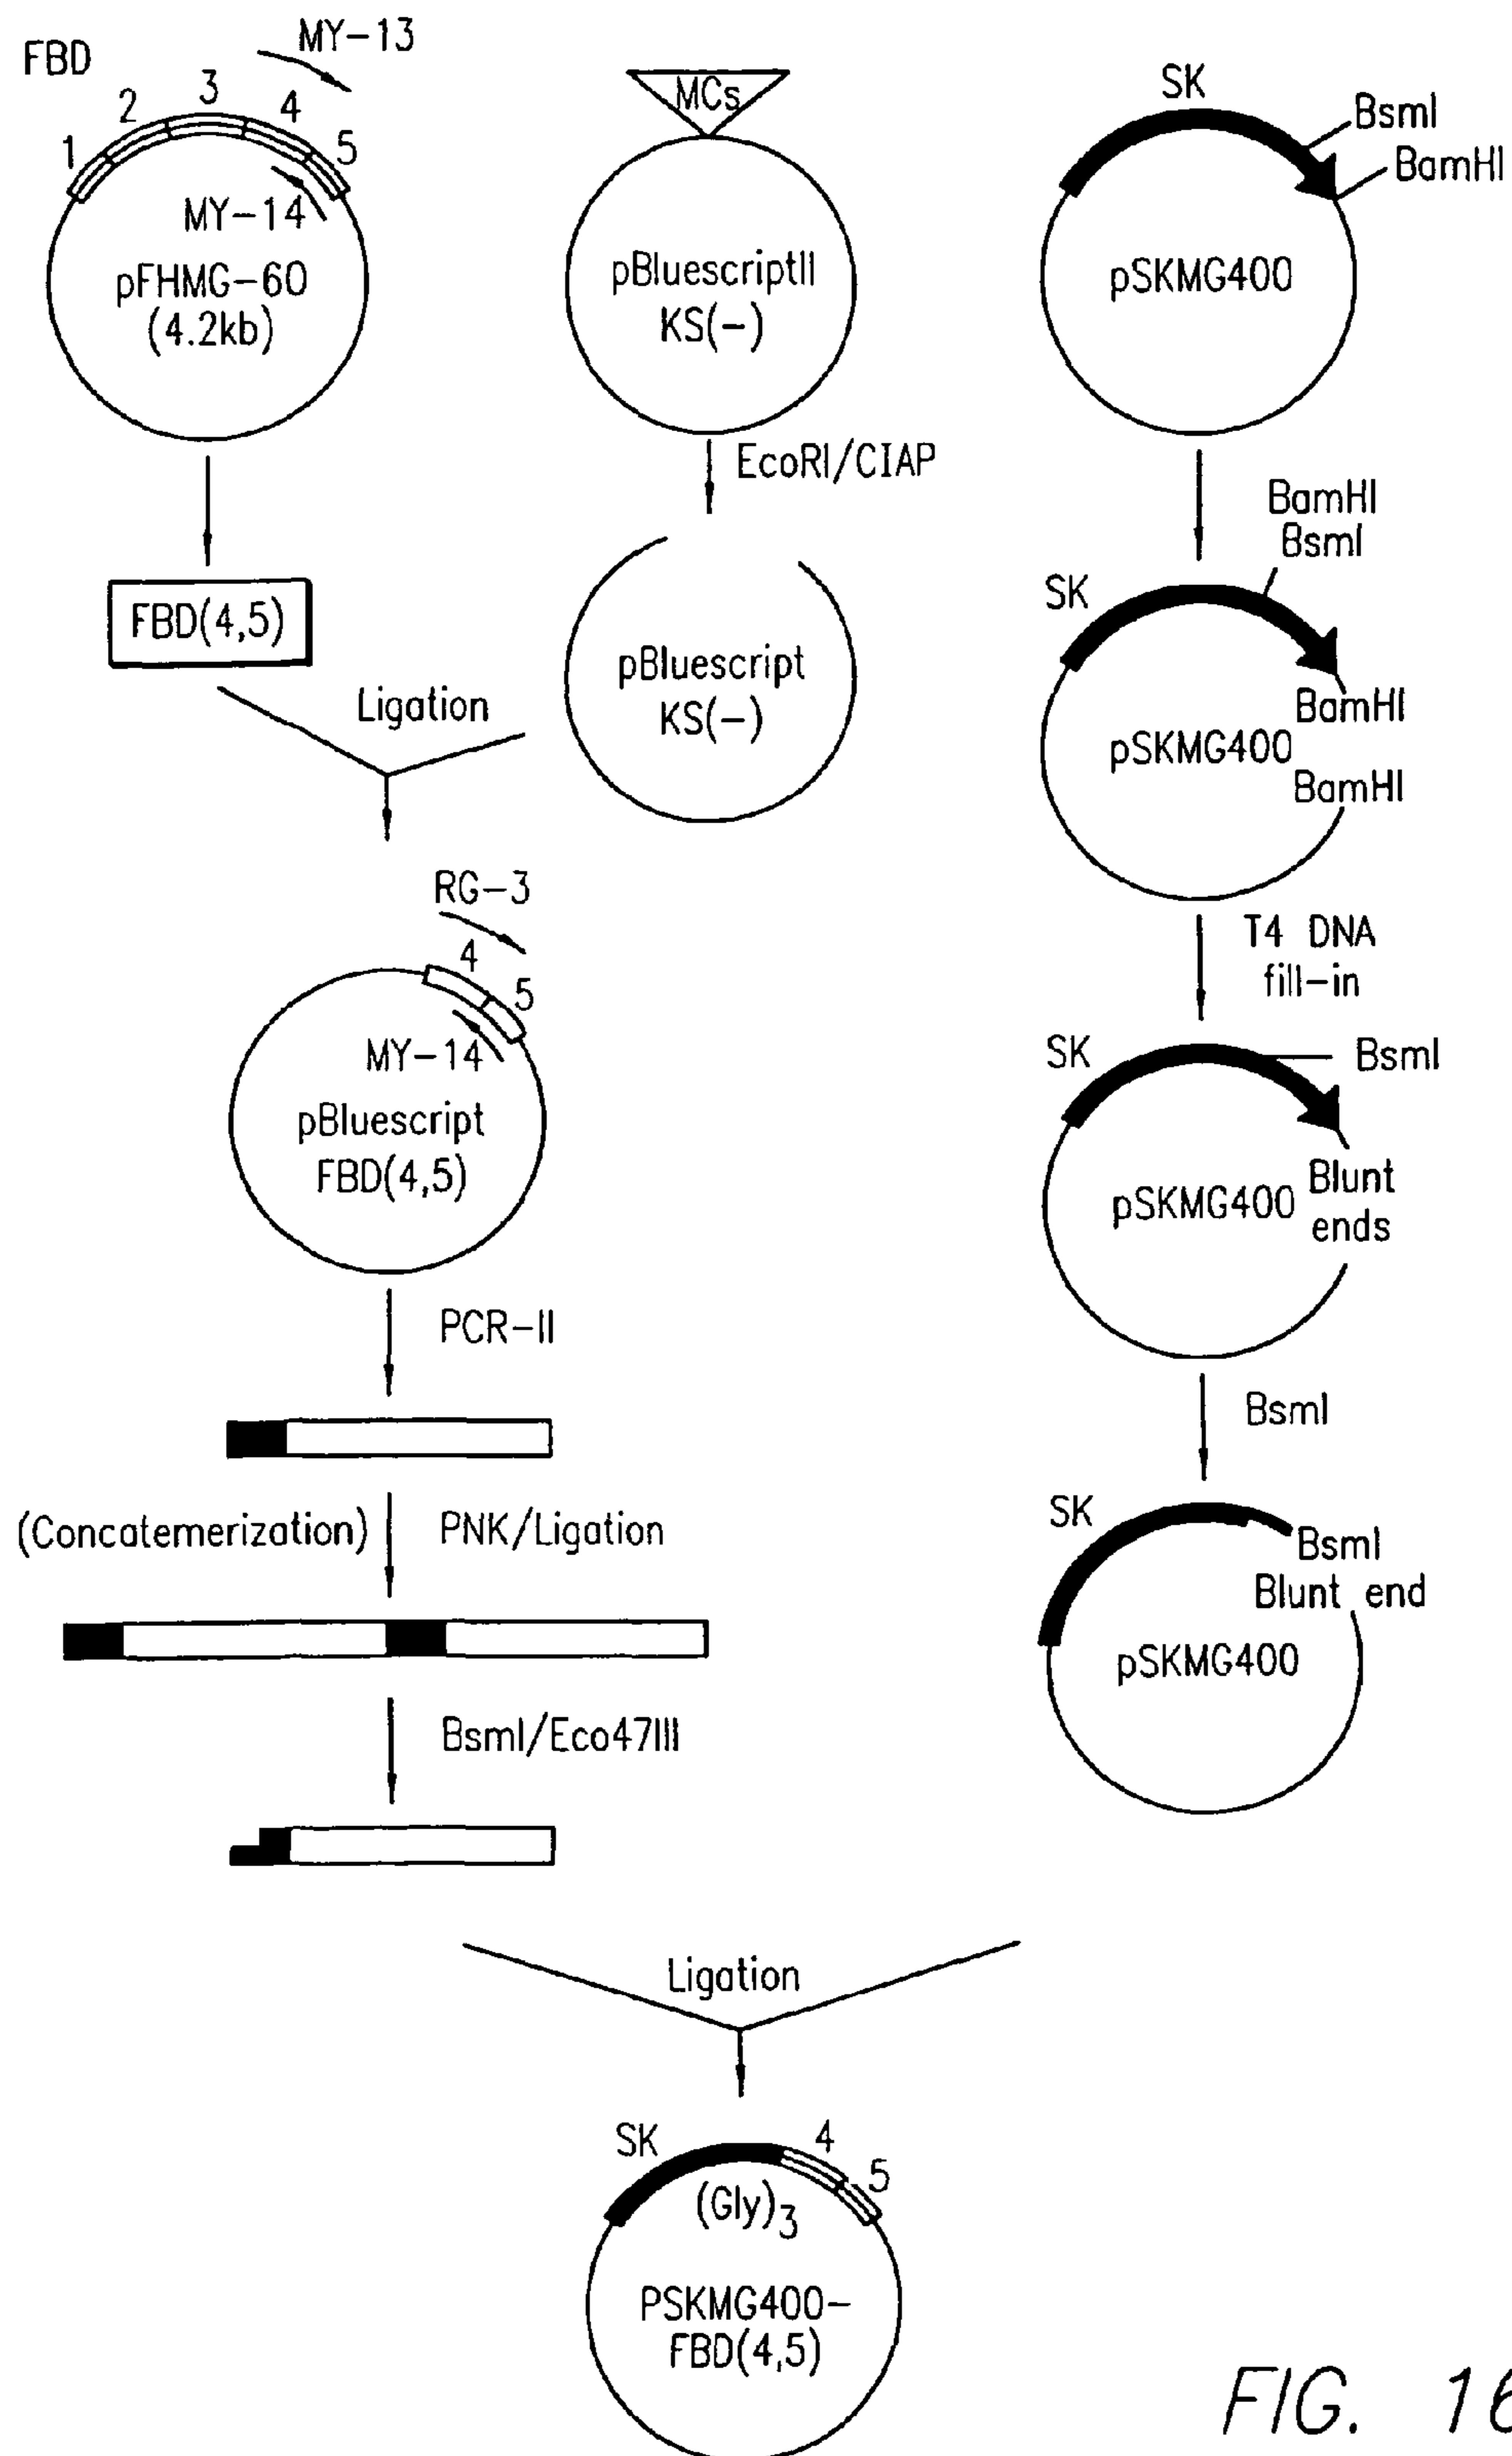 FBD
MY-13
1
2
3
4
5
MY-14
pFHMG-60
(4.2kb)
FBD(4,5)
MCs
pBluescriptII
KS(-)
EcoRI/CIAP
pBluescript
KS(-)
Ligation
RG-3
4
5
MY-14
pBluescript
FBD(4,5)
PCR-II
(Concatemerization)
PNK/Ligation
BsmI/Eco47III
SK
BsmI
BamHI
pSKMG400
BamHI
BsmI
SK
BamHI
pSKMG400
BamHI
T4 DNA
fill-in
SK
BsmI
pSKMG400
Blunt
ends
BsmI
SK
BsmI
Blunt end
pSKMG400
Ligation
SK
4
5
(Gly)3
PSKMG400-
FBD(4,5)
FIG. 16